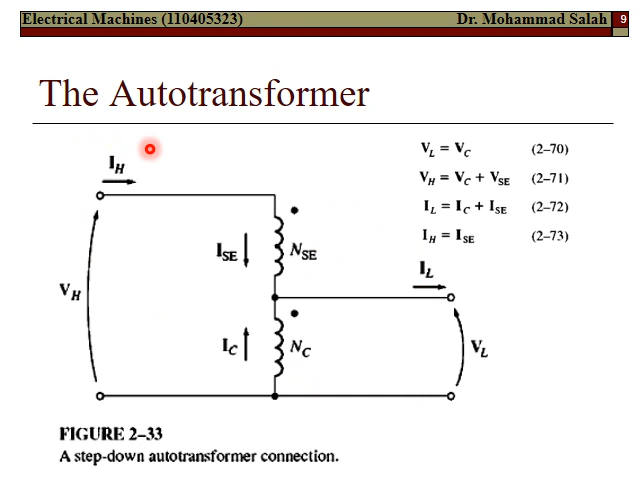 Electrical Machines (110405323) Dr. Mohammad Salah 9
The Autotransformer
V_L = V_C (2–70)
V_H = V_C + V_SE (2–71)
I_L = I_C + I_SE (2–72)
I_H = I_SE (2–73)
I_H
I_SE N_SE
I_L
V_H
I_C N_C V_L
FIGURE 2–33
A step-down autotransformer connection.